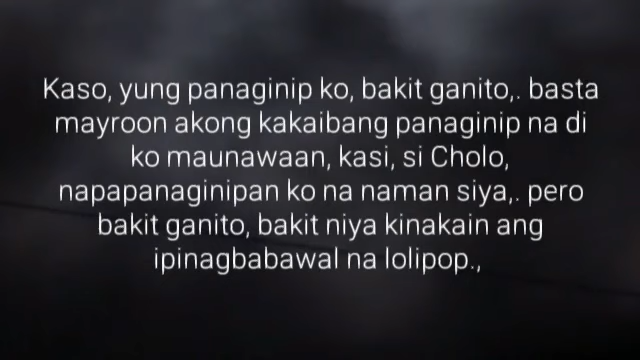 Kaso, yung panaginip ko, bakit ganito,. basta
mayroon akong kakaibang panaginip na di
ko maunawaan, kasi, si Cholo,
napapanaginipan ko na naman siya,. pero
bakit ganito, bakit niya kinakain ang
ipinagbabawal na lolipop.,